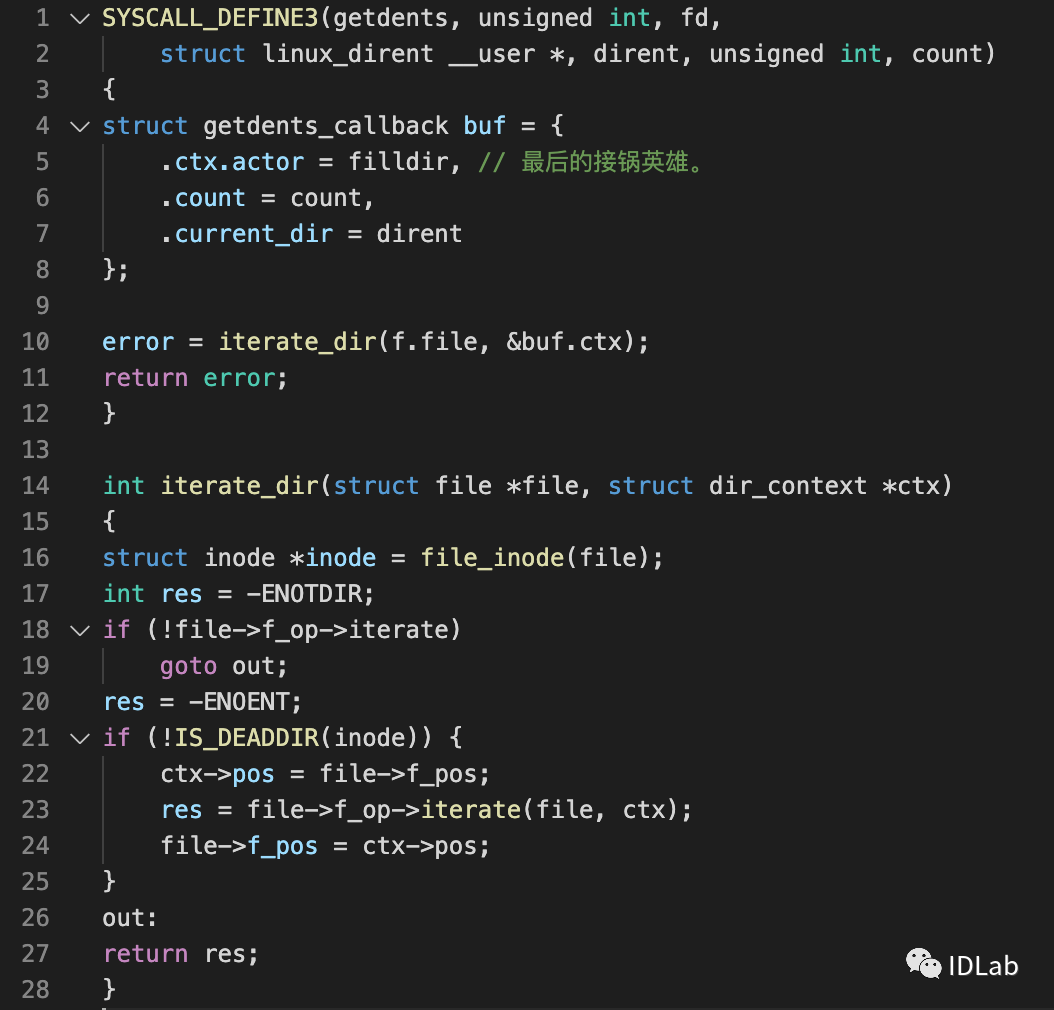 1 SYSCALL_DEFINE3(getdents, unsigned int, fd,
2     struct linux_dirent __user *, dirent, unsigned int, count)
3 {
4 struct getdents_callback buf = {
5     .ctx.actor = filldir, // 最后的接锅英雄。
6     .count = count,
7     .current_dir = dirent
8 };
9
10 error = iterate_dir(f.file, &buf.ctx);
11 return error;
12 }
13
14 int iterate_dir(struct file *file, struct dir_context *ctx)
15 {
16 struct inode *inode = file_inode(file);
17 int res = -ENOTDIR;
18 if (!file->f_op->iterate)
19     goto out;
20 res = -ENOENT;
21 if (!IS_DEADDIR(inode)) {
22     ctx->pos = file->f_pos;
23     res = file->f_op->iterate(file, ctx);
24     file->f_pos = ctx->pos;
25 }
26 out:
27 return res;
28 }
IDLab